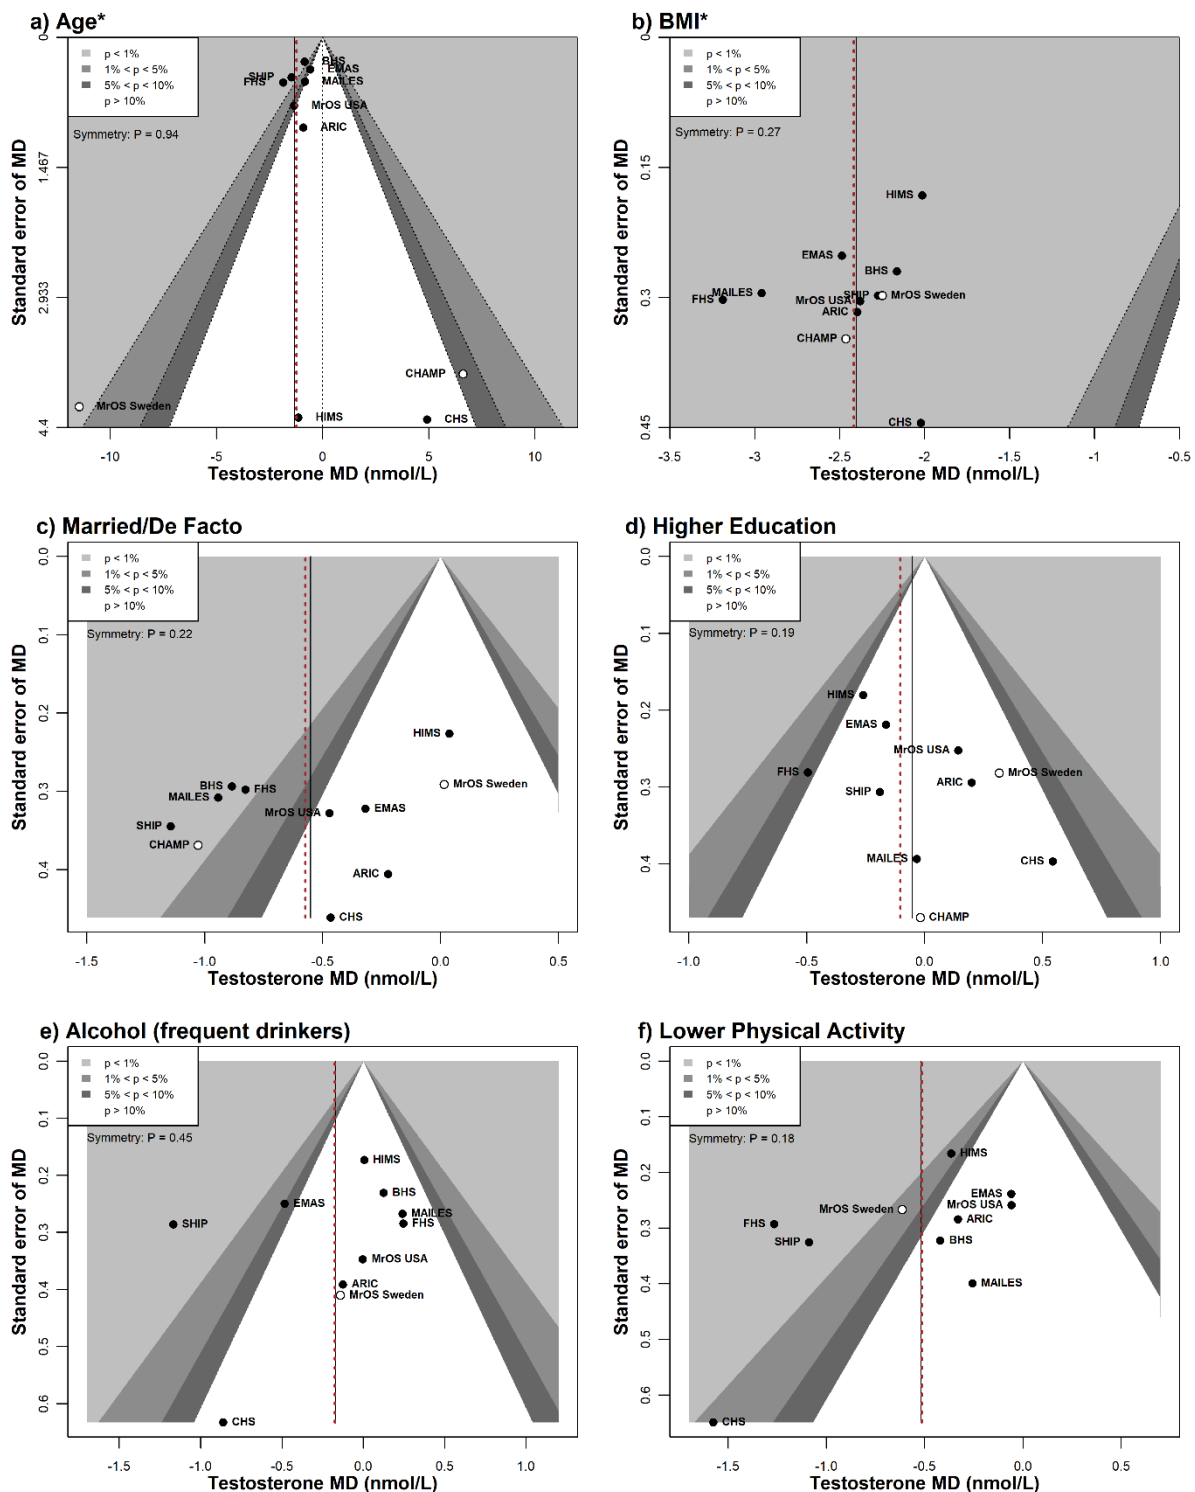 a) Age*
p < 1%
1% < p < 5%
5% < p < 10%
p > 10%
Symmetry: P = 0.94
Standard error of MD
0
1.467
2.933
4.4
BHS
EMAS
SHIP
FHS
MAILES
MrOS USA
ARIC
CHAMP
MrOS Sweden
HIMS
CHS
-10
-5
0
5
10
Testosterone MD (nmol/L)
b) BMI*
p < 1%
1% < p < 5%
5% < p < 10%
p > 10%
Symmetry: P = 0.27
Standard error of MD
0
0.15
0.3
0.45
HIMS
EMAS
BHS
MAILES
FHS
SHIP
MrOS Sweden
MrOS USA
ARIC
CHAMP
CHS
-3.5
-3
-2.5
-2
-1.5
-1
-0.5
Testosterone MD (nmol/L)
c) Married/De Facto
p < 1%
1% < p < 5%
5% < p < 10%
p > 10%
Symmetry: P = 0.22
Standard error of MD
0.0
0.1
0.2
0.3
0.4
HIMS
MrOS Sweden
BHS
FHS
MAILES
EMAS
MrOS USA
SHIP
CHAMP
ARIC
CHS
-1.5
-1.0
-0.5
0.0
0.5
Testosterone MD (nmol/L)
d) Higher Education
p < 1%
1% < p < 5%
5% < p < 10%
p > 10%
Symmetry: P = 0.19
Standard error of MD
0.0
0.1
0.2
0.3
0.4
HIMS
EMAS
MrOS USA
FHS
MrOS Sweden
ARIC
SHIP
MAILES
CHS
CHAMP
-1.0
-0.5
0.0
0.5
1.0
Testosterone MD (nmol/L)
e) Alcohol (frequent drinkers)
p < 1%
1% < p < 5%
5% < p < 10%
p > 10%
Symmetry: P = 0.45
Standard error of MD
0.0
0.1
0.2
0.3
0.4
0.5
0.6
HIMS
BHS
EMAS
MAILES
FHS
SHIP
MrOS USA
ARIC
MrOS Sweden
CHS
-1.5
-1.0
-0.5
0.0
0.5
1.0
Testosterone MD (nmol/L)
f) Lower Physical Activity
p < 1%
1% < p < 5%
5% < p < 10%
p > 10%
Symmetry: P = 0.18
Standard error of MD
0.0
0.1
0.2
0.3
0.4
0.5
0.6
HIMS
EMAS
MrOS USA
MrOS Sweden
ARIC
FHS
BHS
SHIP
MAILES
CHS
-1.5
-1.0
-0.5
0.0
0.5
Testosterone MD (nmol/L)